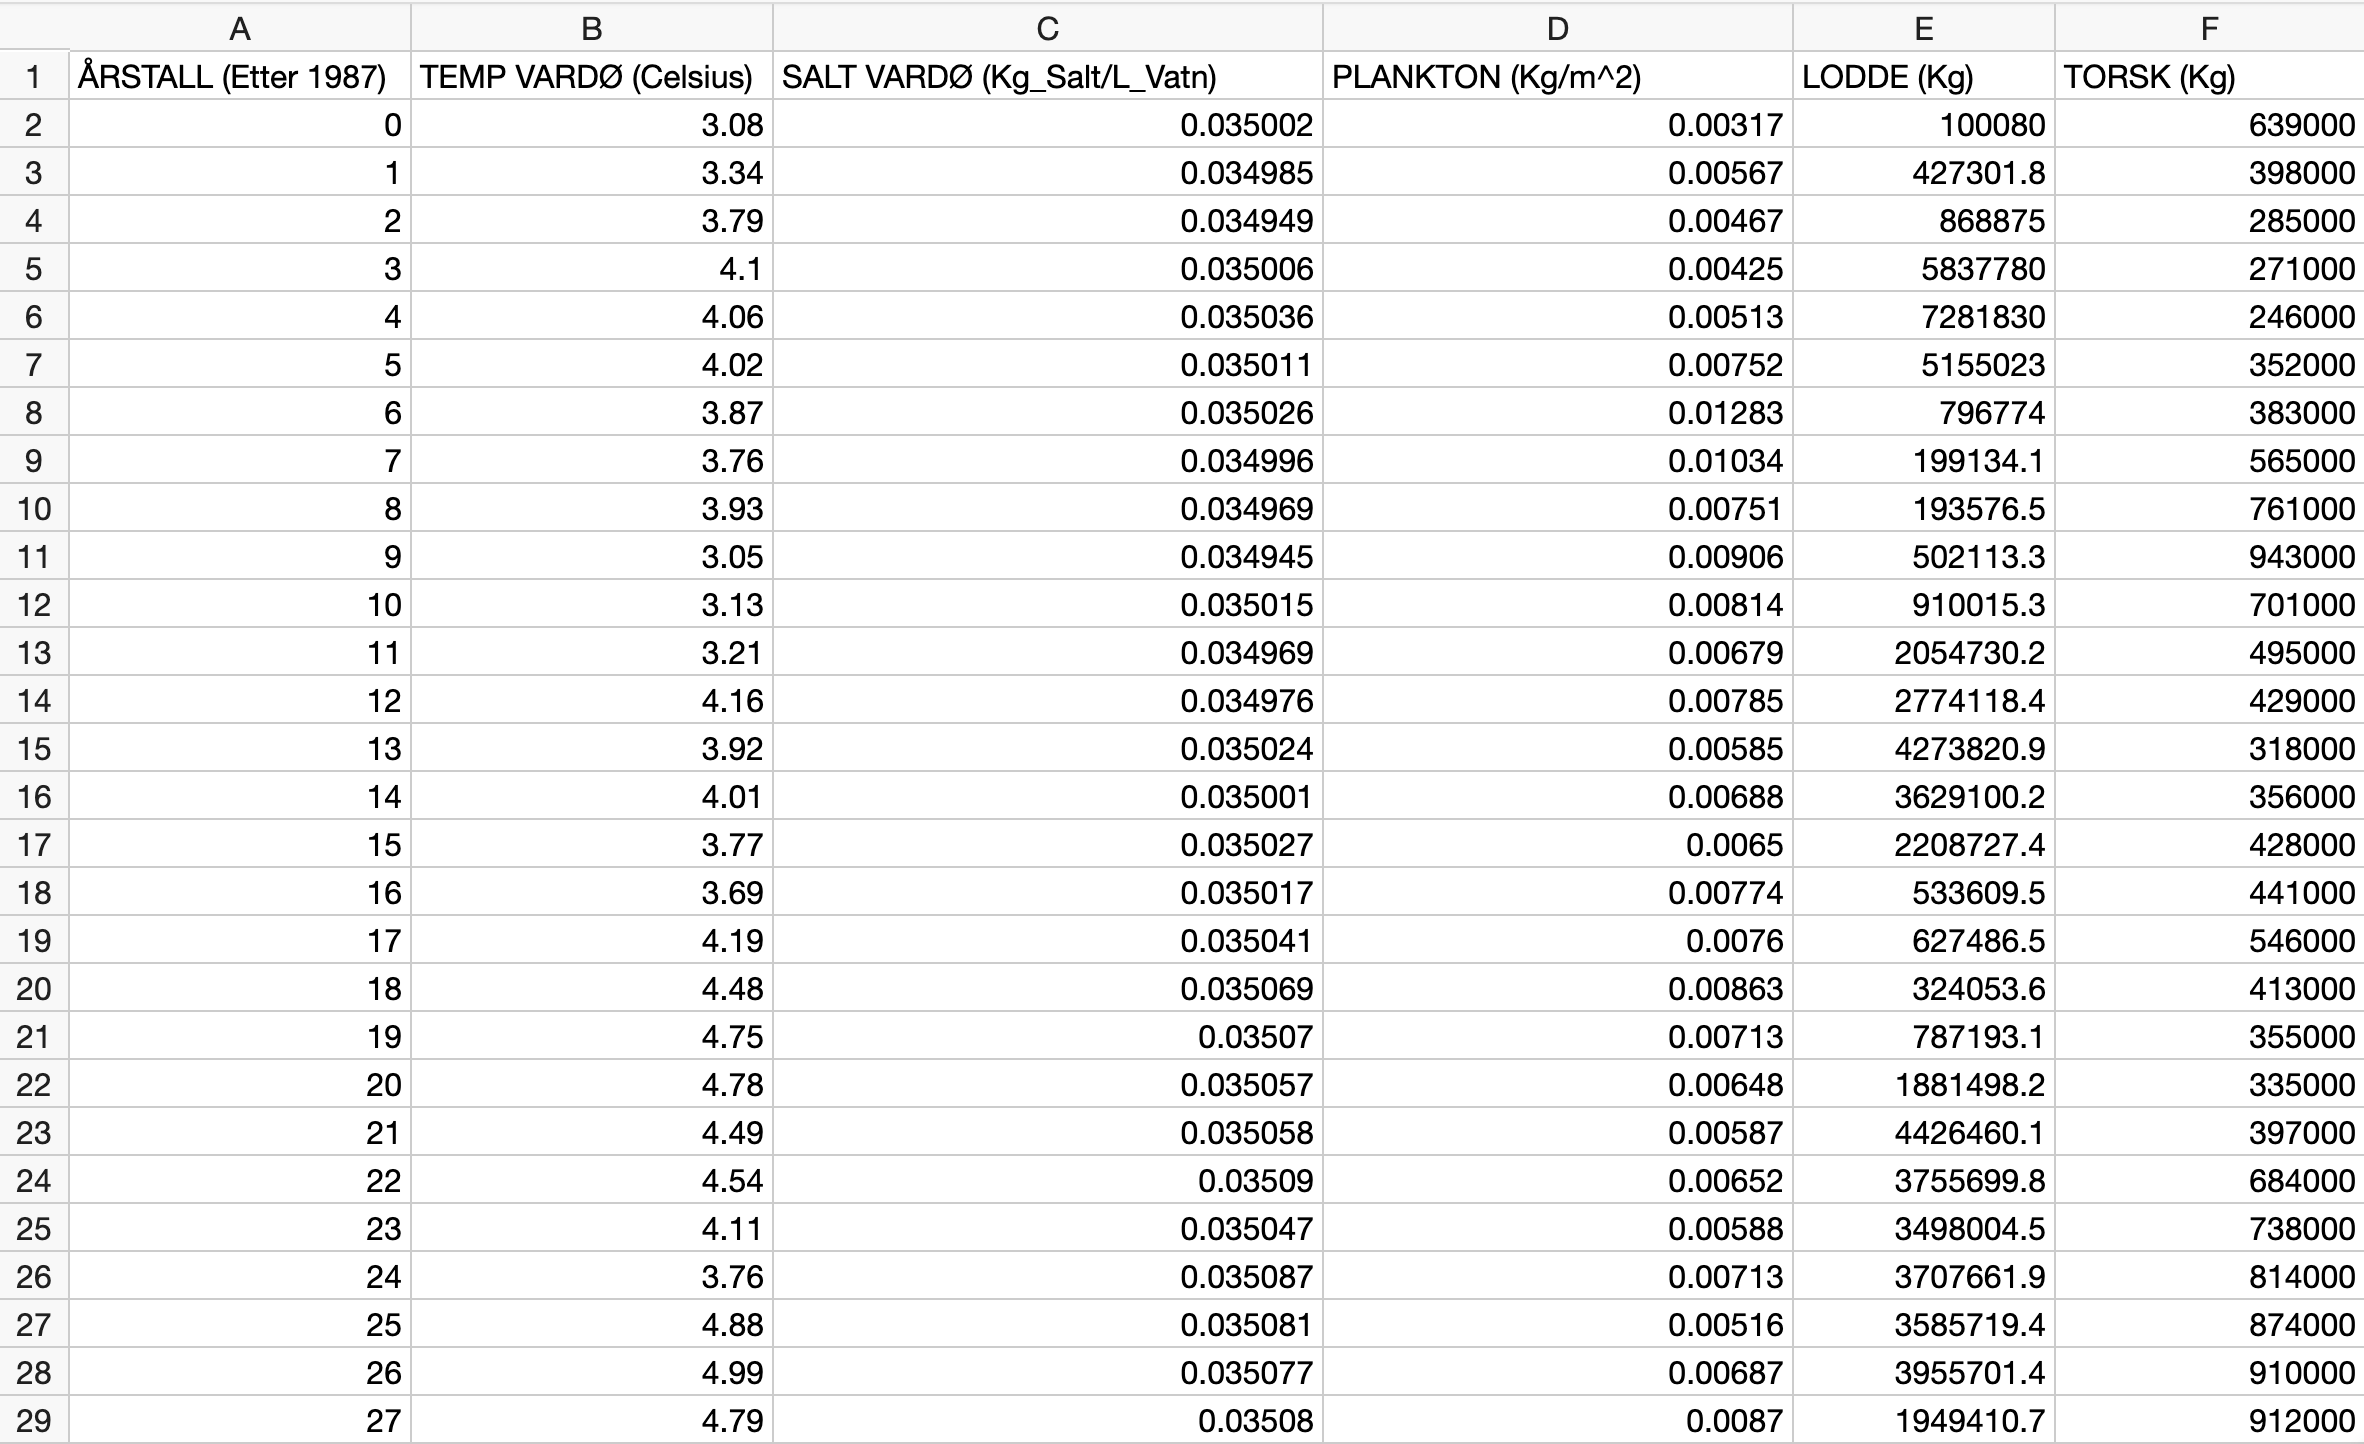 A B C D E F
1 ÅRSTALL (Etter 1987) TEMP VARDØ (Celsius) SALT VARDØ (Kg_Salt/L_Vatn) PLANKTON (Kg/m^2) LODDE (Kg) TORSK (Kg)
2 0 3.08 0.035002 0.00317 100080 639000
3 1 3.34 0.034985 0.00567 427301.8 398000
4 2 3.79 0.034949 0.00467 868875 285000
5 3 4.1 0.035006 0.00425 5837780 271000
6 4 4.06 0.035036 0.00513 7281830 246000
7 5 4.02 0.035011 0.00752 5155023 352000
8 6 3.87 0.035026 0.01283 796774 383000
9 7 3.76 0.034996 0.01034 199134.1 565000
10 8 3.93 0.034969 0.00751 193576.5 761000
11 9 3.05 0.034945 0.00906 502113.3 943000
12 10 3.13 0.035015 0.00814 910015.3 701000
13 11 3.21 0.034969 0.00679 2054730.2 495000
14 12 4.16 0.034976 0.00785 2774118.4 429000
15 13 3.92 0.035024 0.00585 4273820.9 318000
16 14 4.01 0.035001 0.00688 3629100.2 356000
17 15 3.77 0.035027 0.0065 2208727.4 428000
18 16 3.69 0.035017 0.00774 533609.5 441000
19 17 4.19 0.035041 0.0076 627486.5 546000
20 18 4.48 0.035069 0.00863 324053.6 413000
21 19 4.75 0.03507 0.00713 787193.1 355000
22 20 4.78 0.035057 0.00648 1881498.2 335000
23 21 4.49 0.035058 0.00587 4426460.1 397000
24 22 4.54 0.03509 0.00652 3755699.8 684000
25 23 4.11 0.035047 0.00588 3498004.5 738000
26 24 3.76 0.035087 0.00713 3707661.9 814000
27 25 4.88 0.035081 0.00516 3585719.4 874000
28 26 4.99 0.035077 0.00687 3955701.4 910000
29 27 4.79 0.03508 0.0087 1949410.7 912000